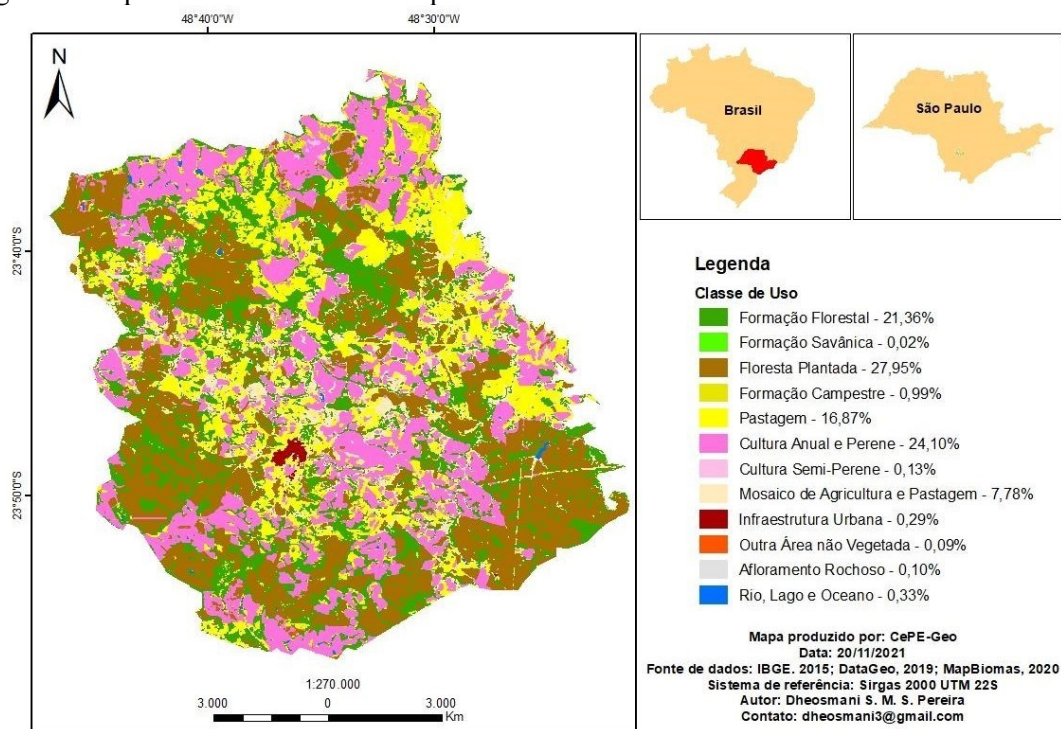 48°40'0"W
48°30'0"W
N
Brasil
São Paulo
23°40'0"S
23°50'0"S
Legenda
Classe de Uso
Formação Florestal - 21,36%
Formação Savânica - 0,02%
Floresta Plantada - 27,95%
Formação Campestre - 0,99%
Pastagem - 16,87%
Cultura Anual e Perene - 24,10%
Cultura Semi-Perene - 0,13%
Mosaico de Agricultura e Pastagem - 7,78%
Infraestrutura Urbana - 0,29%
Outra Área não Vegetada - 0,09%
Afloramento Rochoso - 0,10%
Rio, Lago e Oceano - 0,33%
1:270.000
3.000 0 3.000
Km
Mapa produzido por: CePE-Geo
Data: 20/11/2021
Fonte de dados: IBGE. 2015; DataGeo, 2019; MapBiomas, 2020
Sistema de referência: Sirgas 2000 UTM 22S
Autor: Dheosmani S. M. S. Pereira
Contato: dheosmani3@gmail.com